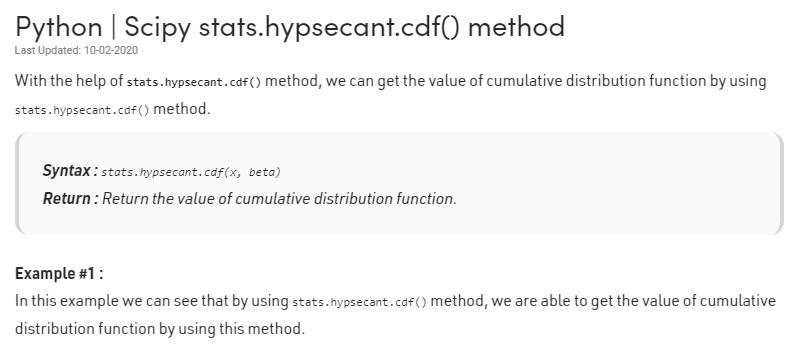 Python | Scipy stats.hypsecant.cdf() method
Last Updated: 10-02-2020
With the help of stats.hypsecant.cdf() method, we can get the value of cumulative distribution function by using
stats.hypsecant.cdf() method.
Syntax : stats.hypsecant.cdf(x, beta)
Return : Return the value of cumulative distribution function.
Example #1 :
In this example we can see that by using stats.hypsecant.cdf() method, we are able to get the value of cumulative
distribution function by using this method.